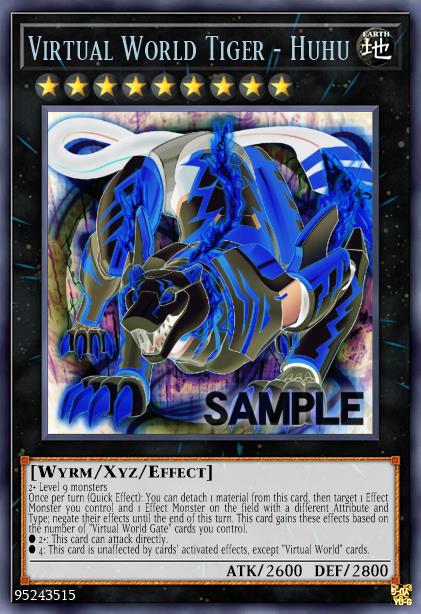 Virtual World Tiger - Huhu
EARTH
地
SAMPLE
[Wyrm/Xyz/Effect]
2+ Level 9 monsters
Once per turn (Quick Effect): You can detach 1 material from this card, then target 1 Effect
Monster you control and 1 Effect Monster on the field with a different Attribute and
Type; negate their effects until the end of this turn. This card gains these effects based on
the number of "Virtual World Gate" cards you control.
● 2+: This card can attack directly.
● 4: This card is unaffected by cards' activated effects, except "Virtual World" cards.
ATK/2600 DEF/2800
95243515